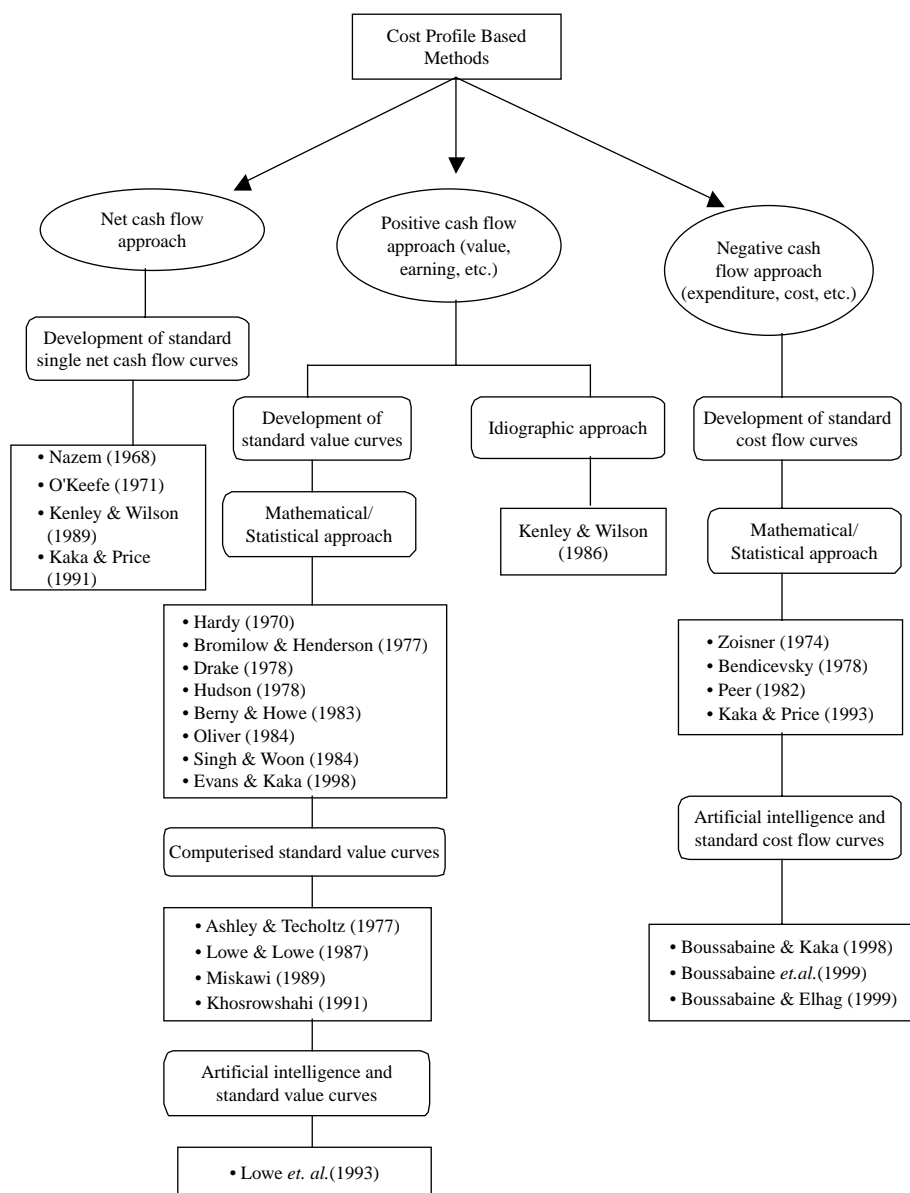 Cost Profile Based
Methods
Net cash flow
approach
Positive cash flow
approach (value,
earning, etc.)
Negative cash
flow approach
(expenditure, cost, etc.)
Development of standard
single net cash flow curves
• Nazem (1968)
• O'Keefe (1971)
• Kenley & Wilson
(1989)
• Kaka & Price
(1991)
Development of
standard value curves
Mathematical/
Statistical approach
• Hardy (1970)
• Bromilow & Henderson (1977)
• Drake (1978)
• Hudson (1978)
• Berny & Howe (1983)
• Oliver (1984)
• Singh & Woon (1984)
• Evans & Kaka (1998)
Computerised standard value curves
• Ashley & Techoltz (1977)
• Lowe & Lowe (1987)
• Miskawi (1989)
• Khosrowshahi (1991)
Artificial intelligence and
standard value curves
• Lowe et. al.(1993)
Idiographic approach
Kenley & Wilson
(1986)
Development of standard
cost flow curves
Mathematical/
Statistical approach
• Zoisner (1974)
• Bendicevsky (1978)
• Peer (1982)
• Kaka & Price (1993)
Artificial intelligence and
standard cost flow curves
• Boussabaine & Kaka (1998)
• Boussabaine et.al.(1999)
• Boussabaine & Elhag (1999)